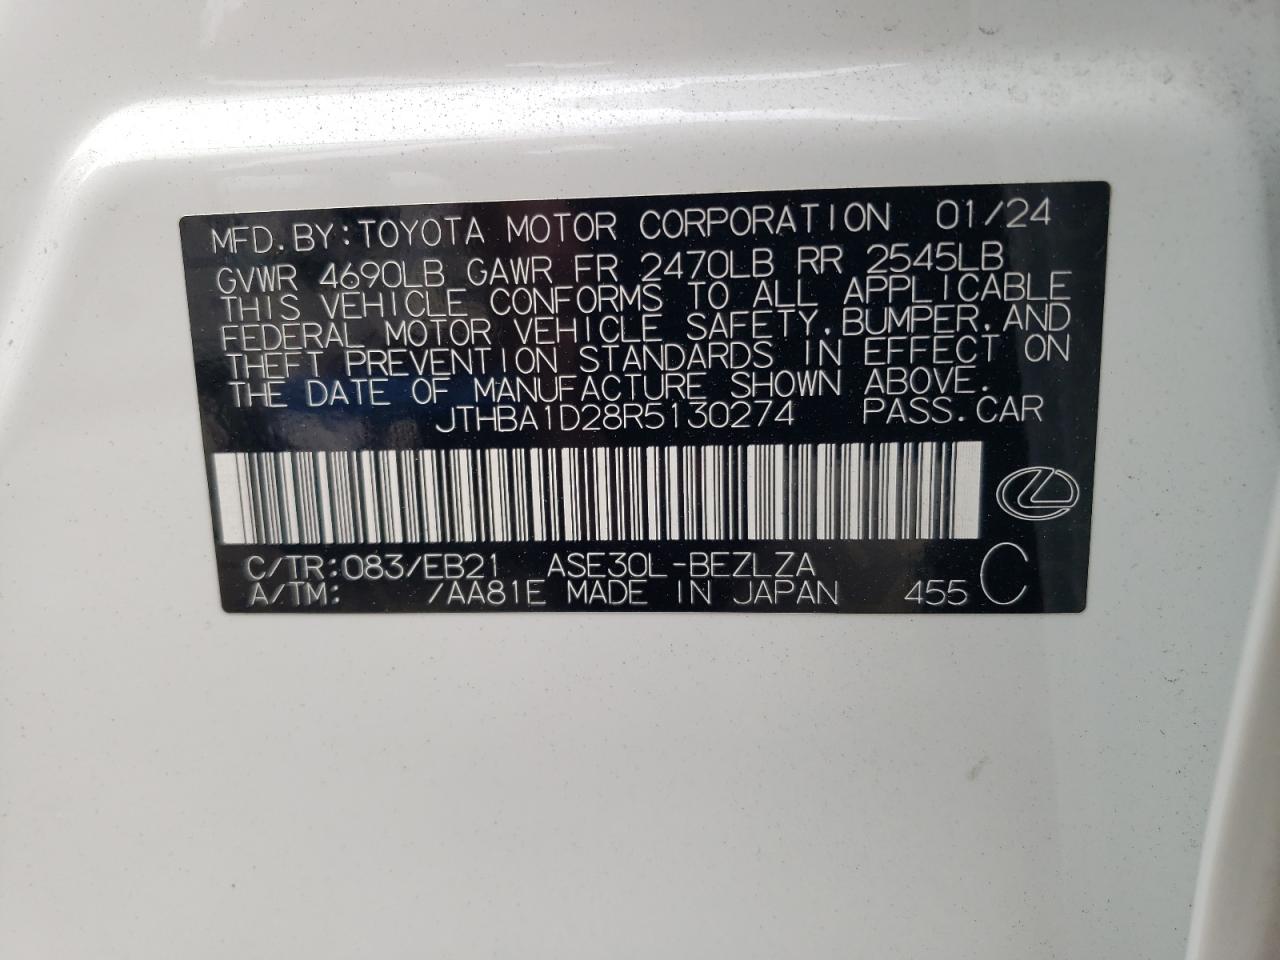 MFD. BY: TOYOTA MOTOR CORPORATION 01/24
GVWR 4690LB GAWR FR 2470LB RR 2545LB
THIS VEHICLE CONFORMS TO ALL APPLICABLE
FEDERAL MOTOR VEHICLE SAFETY, BUMPER, AND
THEFT PREVENTION STANDARDS IN EFFECT ON
THE DATE OF MANUFACTURE SHOWN ABOVE.
JTHBA1D28R5130274 PASS. CAR
C/TR: 083/EB21 ASE30L-BEZLZA
A/TM: /AA81E MADE IN JAPAN 455 C